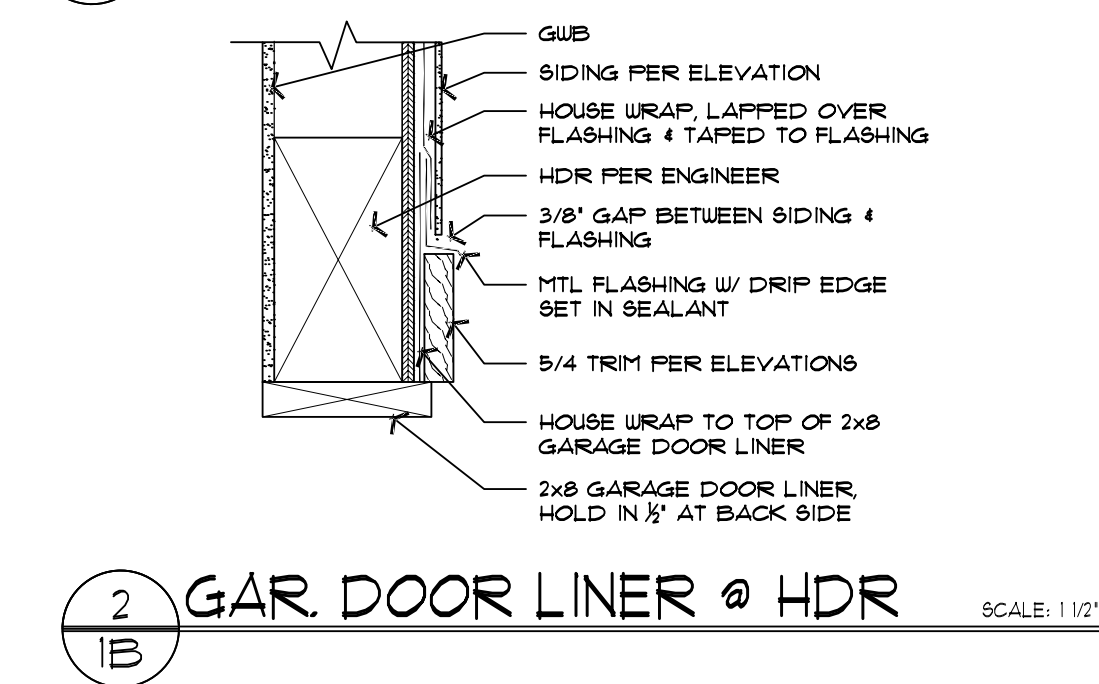 GWB
SIDING PER ELEVATION
HOUSE WRAP, LAPPED OVER
FLASHING & TAPED TO FLASHING
HDR PER ENGINEER
3/8" GAP BETWEEN SIDING &
FLASHING
MTL FLASHING W/ DRIP EDGE
SET IN SEALANT
5/4 TRIM PER ELEVATIONS
HOUSE WRAP TO TOP OF 2x8
GARAGE DOOR LINER
2x8 GARAGE DOOR LINER,
HOLD IN ½" AT BACK SIDE
2
1B
GAR. DOOR LINER @ HDR
SCALE: 1 1/2"